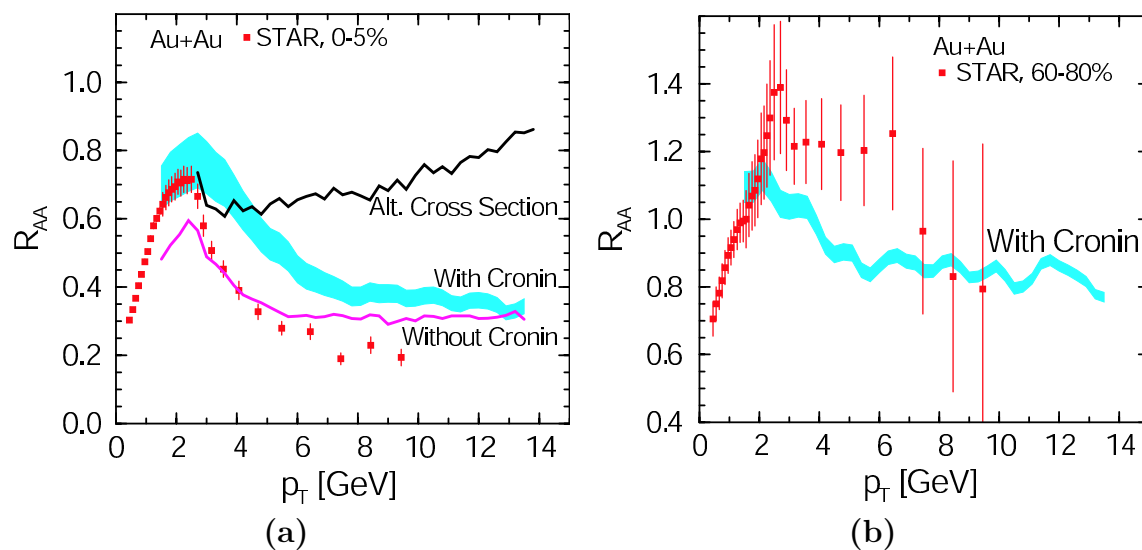 Au+Au ■ STAR, 0-5%
1.0
0.8
0.6
0.4
0.2
0.0
R_AA
Alt. Cross Section
With Cronin
Without Cronin
0 2 4 6 8 10 12 14
p_T [GeV]
(a)
Au+Au
■ STAR, 60-80%
1.4
1.2
1.0
0.8
0.6
0.4
R_AA
With Cronin
0 2 4 6 8 10 12 14
p_T [GeV]
(b)